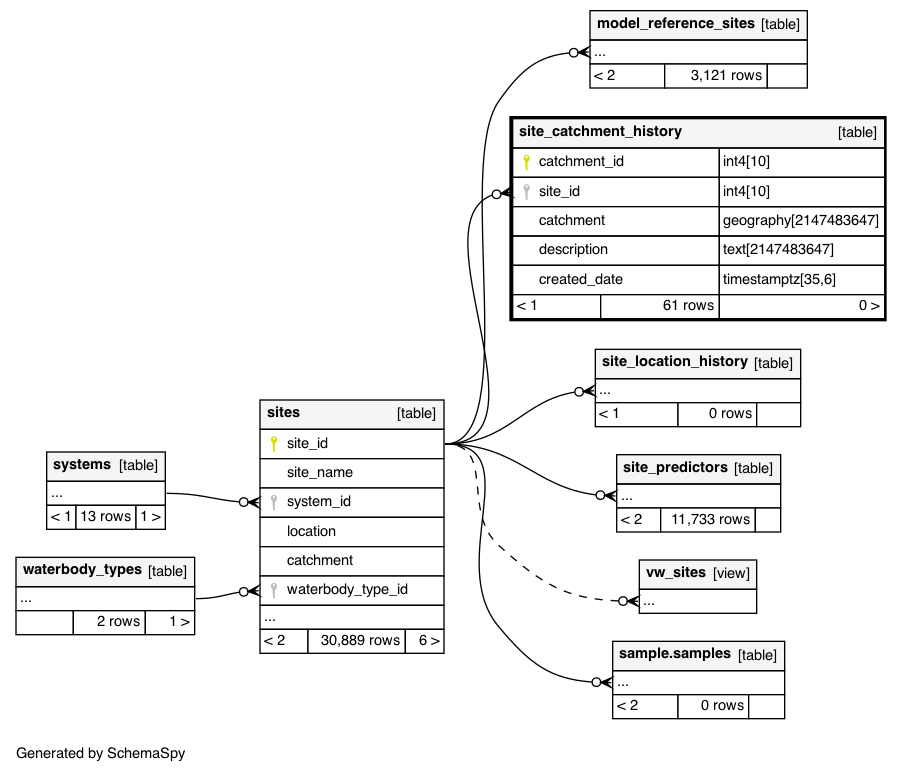 model_reference_sites [table]
...
< 2 3,121 rows
site_catchment_history [table]
catchment_id int4[10]
site_id int4[10]
catchment geography[2147483647]
description text[2147483647]
created_date timestamptz[35,6]
< 1 61 rows 0 >
site_location_history [table]
...
< 1 0 rows
sites [table]
site_id
site_name
system_id
location
catchment
waterbody_type_id
...
< 2 30,889 rows 6 >
systems [table]
...
< 1 13 rows 1 >
site_predictors [table]
...
< 2 11,733 rows
waterbody_types [table]
...
2 rows 1 >
vw_sites [view]
...
sample.samples [table]
...
< 2 0 rows
Generated by SchemaSpy